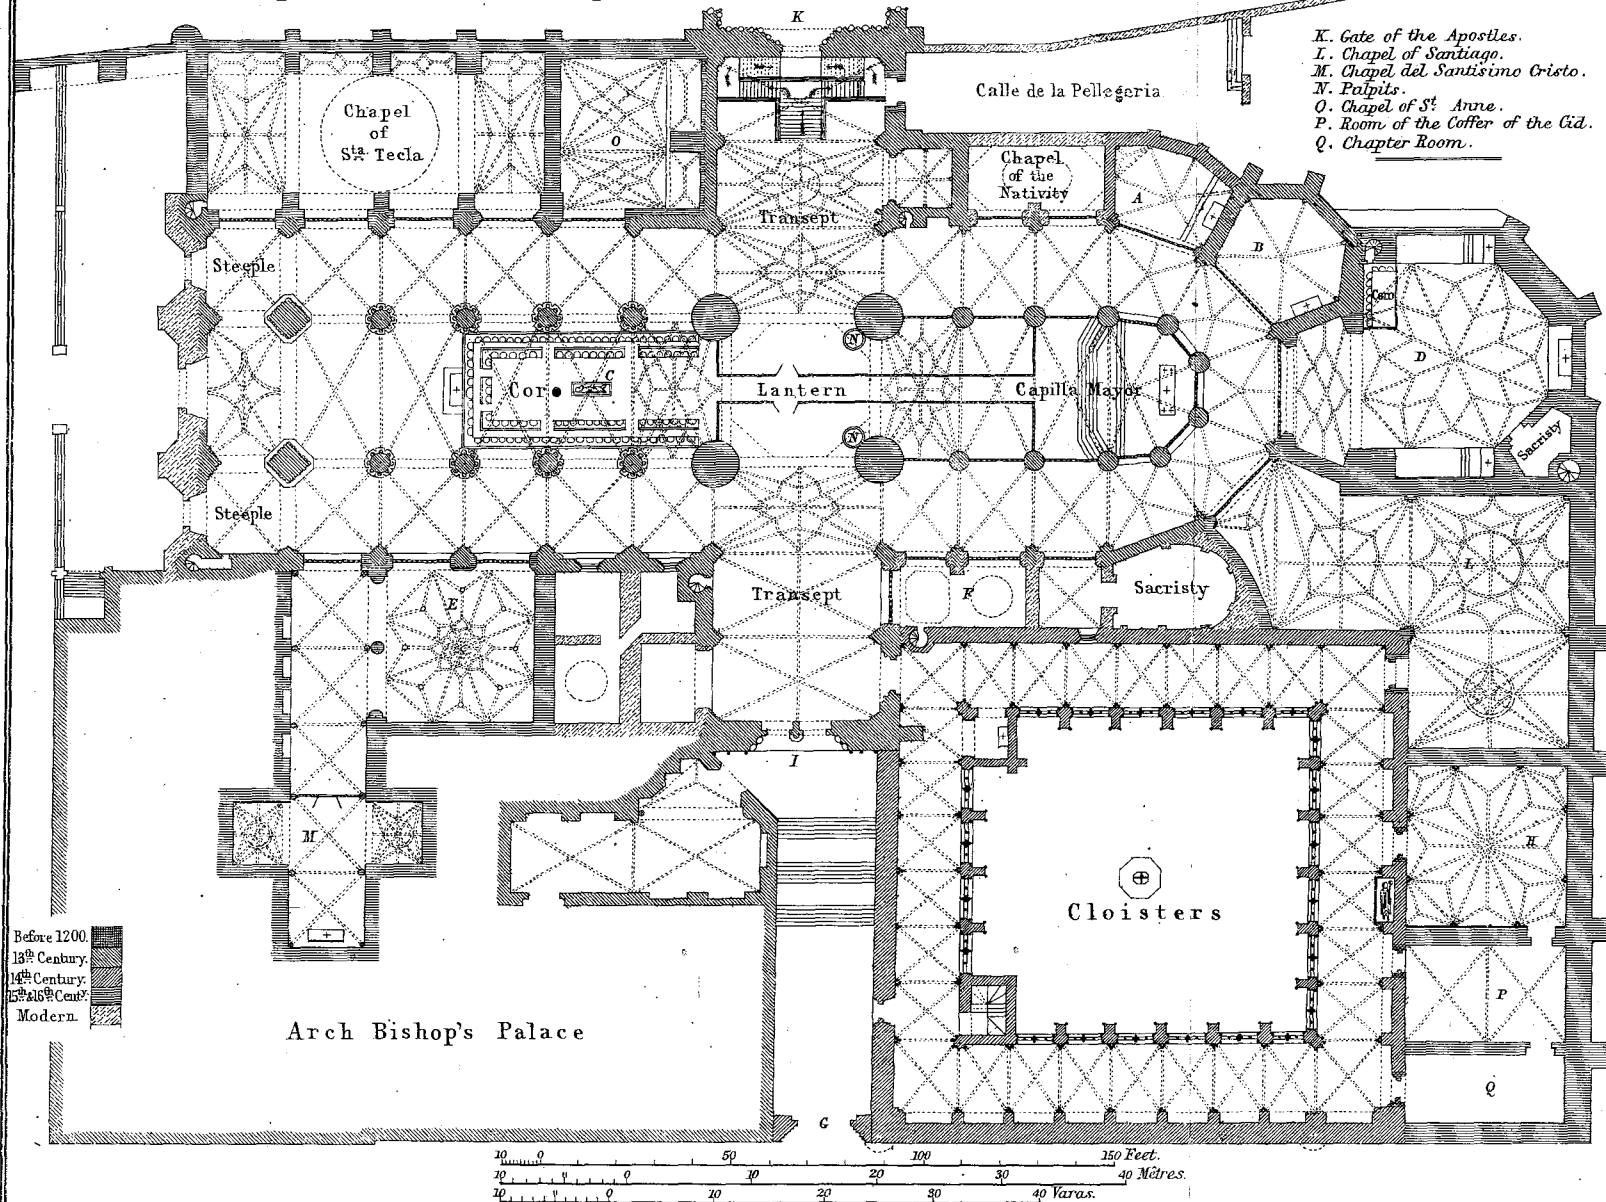 K
K. Gate of the Apostles.
L. Chapel of Santiago.
M. Chapel del Santisimo Cristo.
N. Pulpits.
O. Chapel of St. Anne.
P. Room of the Coffer of the Cid.
Q. Chapter Room.
Calle de la Pellegeria
Chapel
of
Sta. Tecla
O
Chapel
of the
Nativity
A
Transept
B
Steeple
Coro
N
D
Coro
C
Lantern
Capilla Mayor
N
Sacristy
Steeple
L
E
Transept
F
Sacristy
I
M
H
Cloisters
Before 1200.
13th Century.
14th Century.
15th & 16th Centy.
Modern.
P
Arch Bishop's Palace
Q
G
10 0 50 100 150 Feet.
10 0 10 20 30 40 Mètres.
10 0 10 20 30 40 Varas.